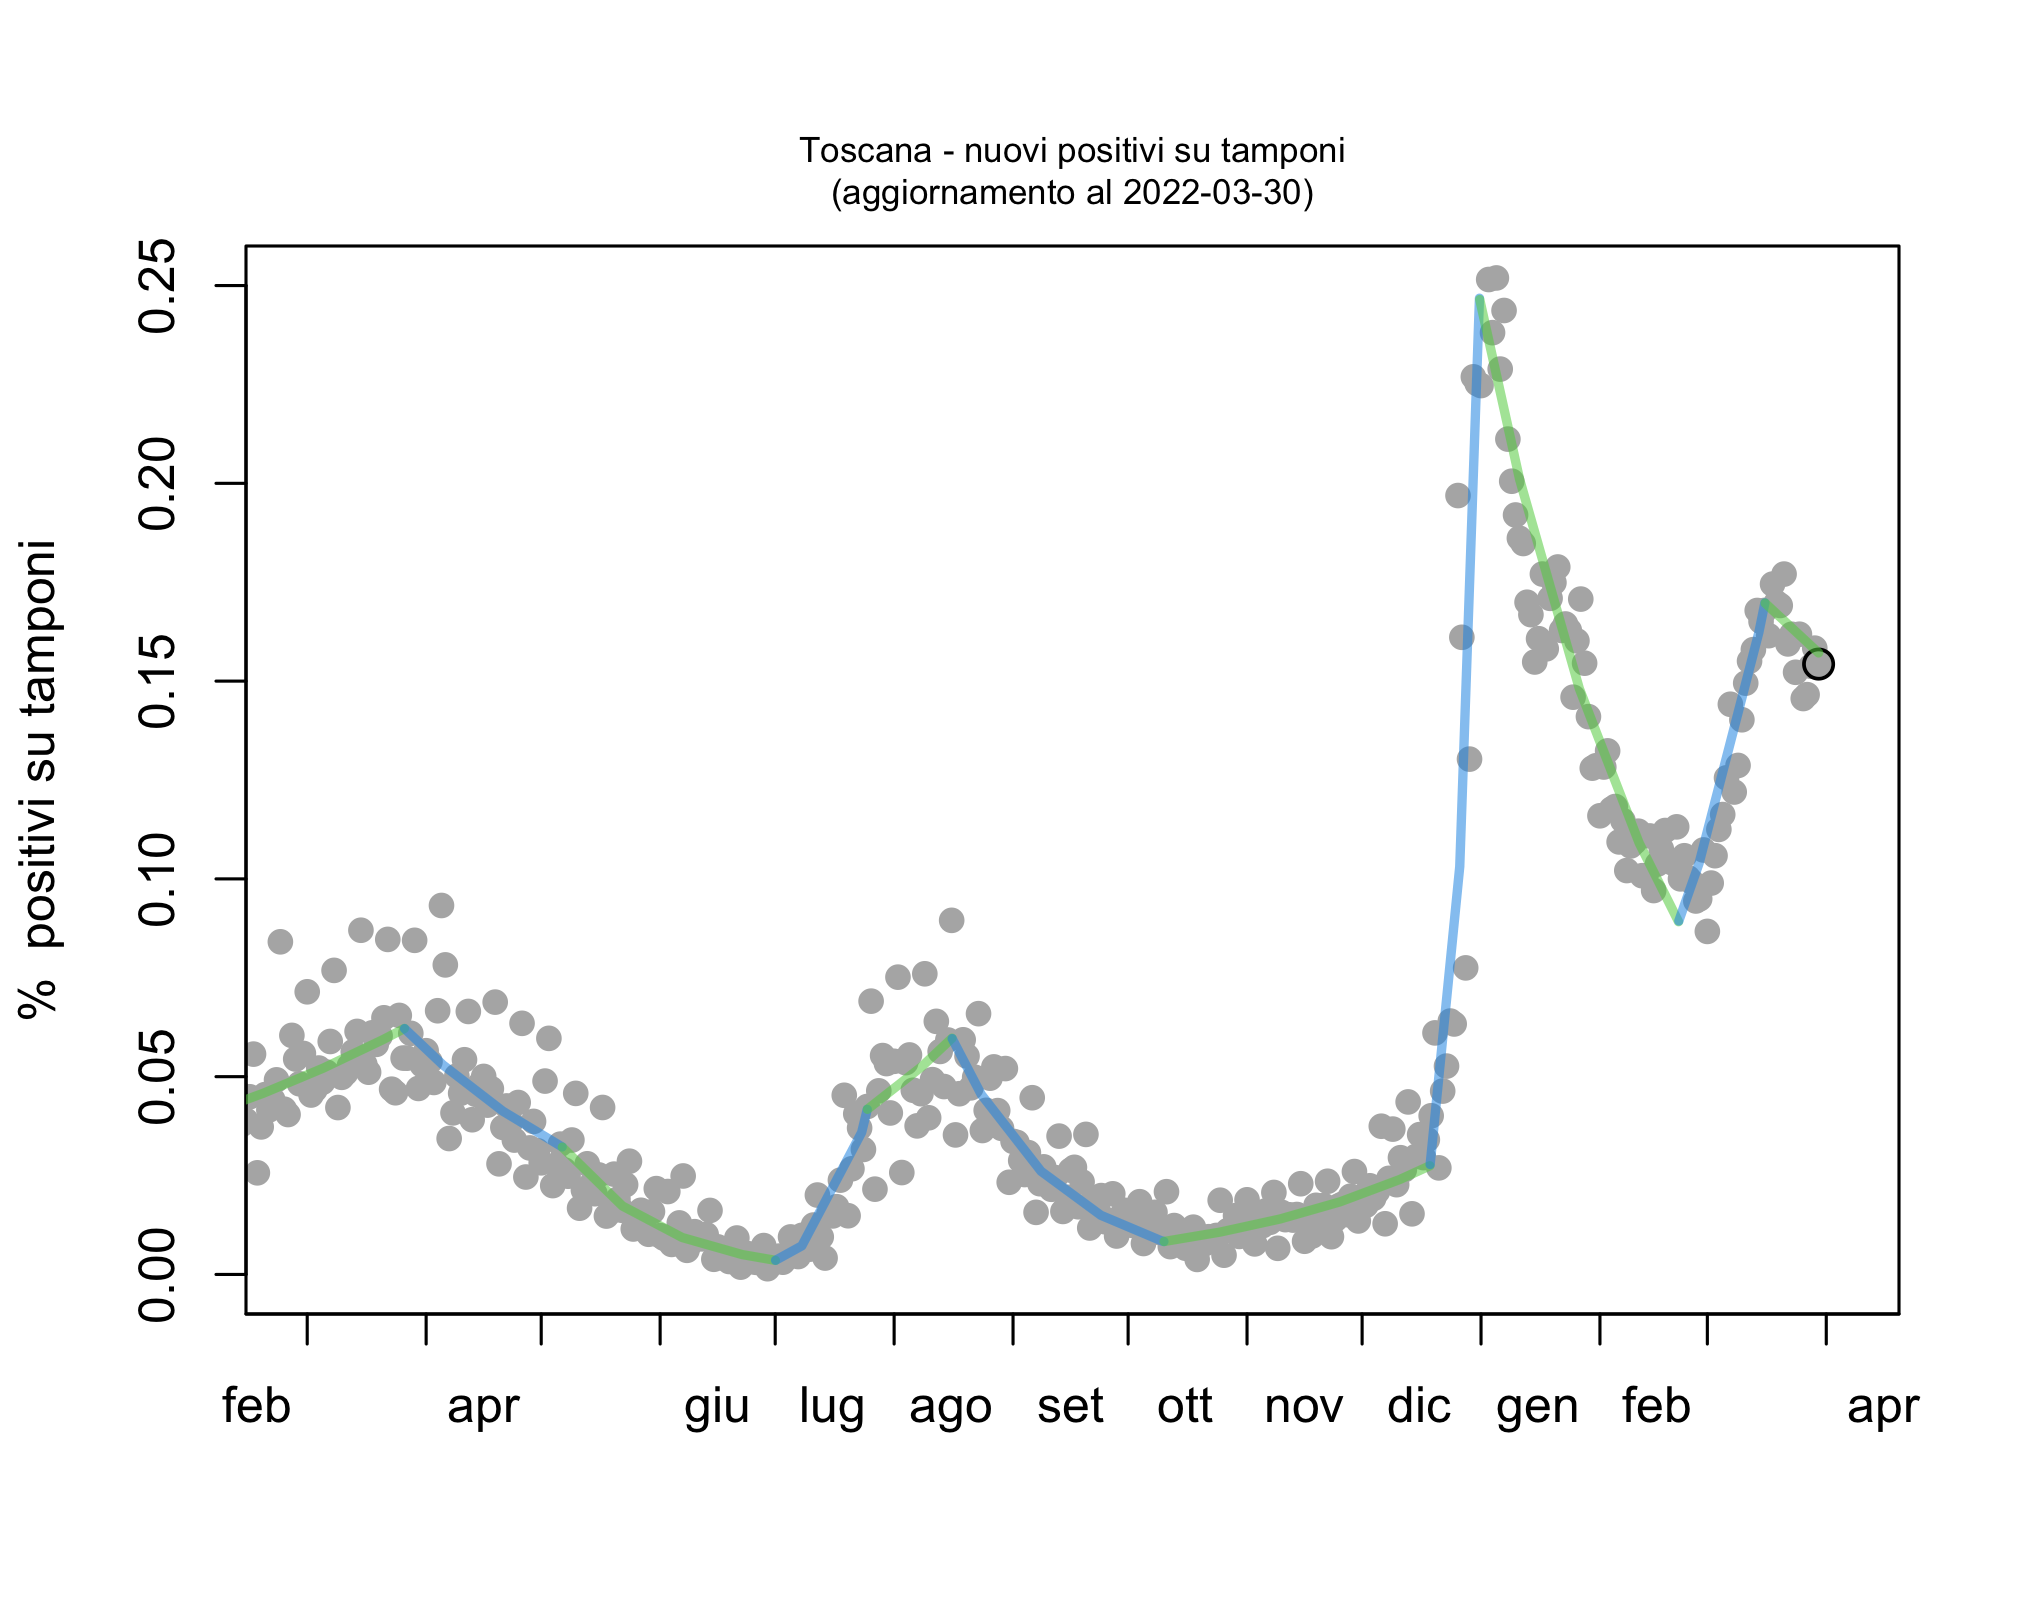 Toscana - nuovi positivi su tamponi
(aggiornamento al 2022-03-30)
% positivi su tamponi
0.25
0.20
0.15
0.10
0.05
0.00
feb apr giu lug ago set ott nov dic gen feb apr